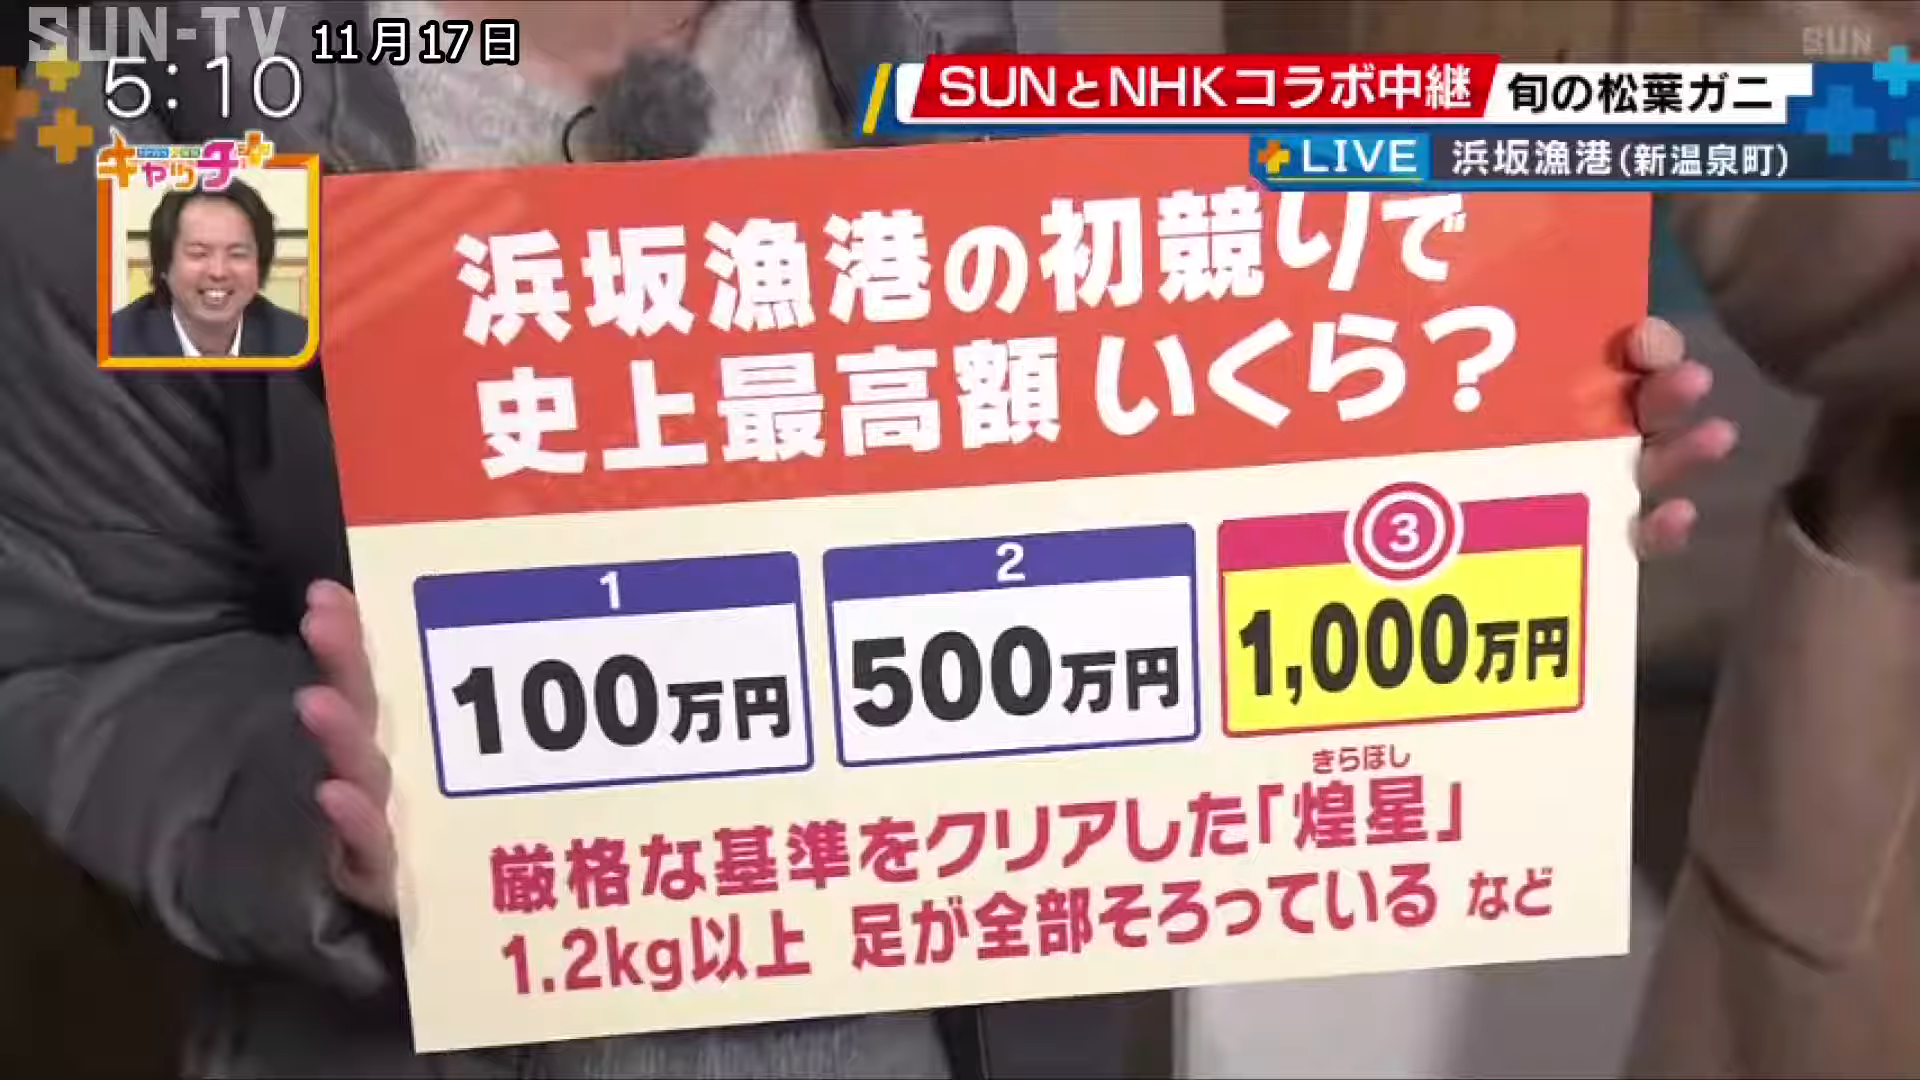 SUN-TV
11月17日
SUN
5:10
SUNとNHKコラボ中継
旬の松葉ガニ
LIVE
浜坂漁港(新温泉町)
キャッチ+
浜坂漁港の初競りで
史上最高額 いくら?
1
100万円
2
500万円
3
1,000万円
きらぼし
厳格な基準をクリアした「煌星」
1.2kg以上 足が全部そろっている など